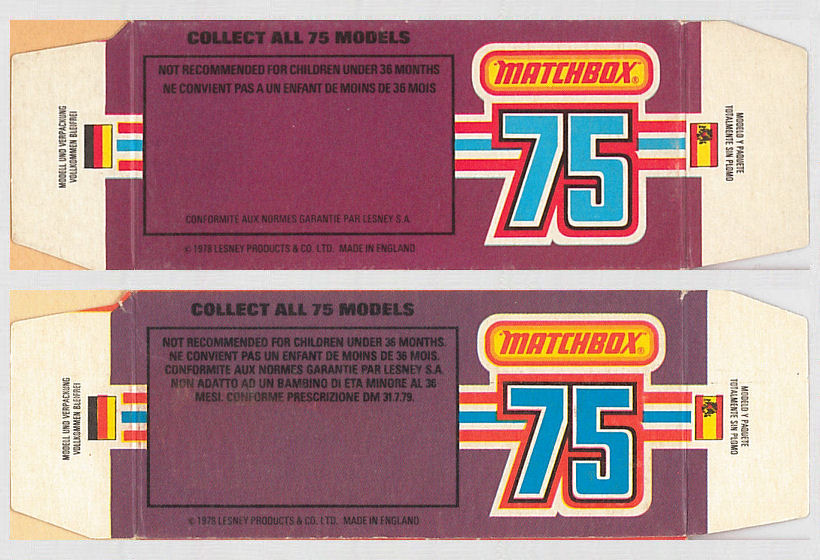 COLLECT ALL 75 MODELS
NOT RECOMMENDED FOR CHILDREN UNDER 36 MONTHS
NE CONVIENT PAS A UN ENFANT DE MOINS DE 36 MOIS
CONFORMITE AUX NORMES GARANTIE PAR LESNEY S.A.
© 1978 LESNEY PRODUCTS & CO. LTD. MADE IN ENGLAND
"MATCHBOX"®
75
MODELL UND VERPACKUNG
VOLLKOMMEN BLEIFREI
MODELO Y PAQUETE
TOTALMENTE SIN PLOMO
COLLECT ALL 75 MODELS
NOT RECOMMENDED FOR CHILDREN UNDER 36 MONTHS.
NE CONVIENT PAS UN ENFANT DE MOINS DE 36 MOIS.
CONFORMITE AUX NORMES GARANTIE PAR LESNEY S.A.
NON ADATTO AD UN BAMBINO DI ETA MINORE AL 36
MESI. CONFORME PRESCRIZIONE DM 31.7.79.
© 1978 LESNEY PRODUCTS & CO. LTD. MADE IN ENGLAND
"MATCHBOX"®
75
MODELL UND VERPACKUNG
VOLLKOMMEN BLEIFREI
MODELO Y PAQUETE
TOTALMENTE SIN PLOMO